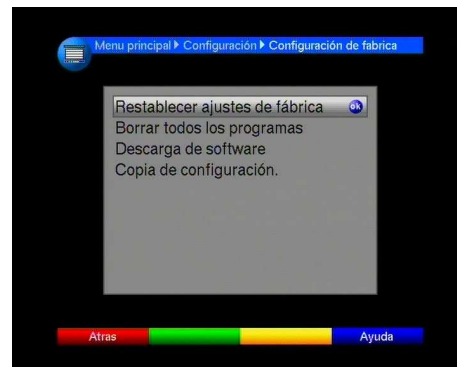 Menu principal Configuración Configuración de fabrica
Restablecer ajustes de fábrica ok
Borrar todos los programas
Descarga de software
Copia de configuración.
Atras Ayuda